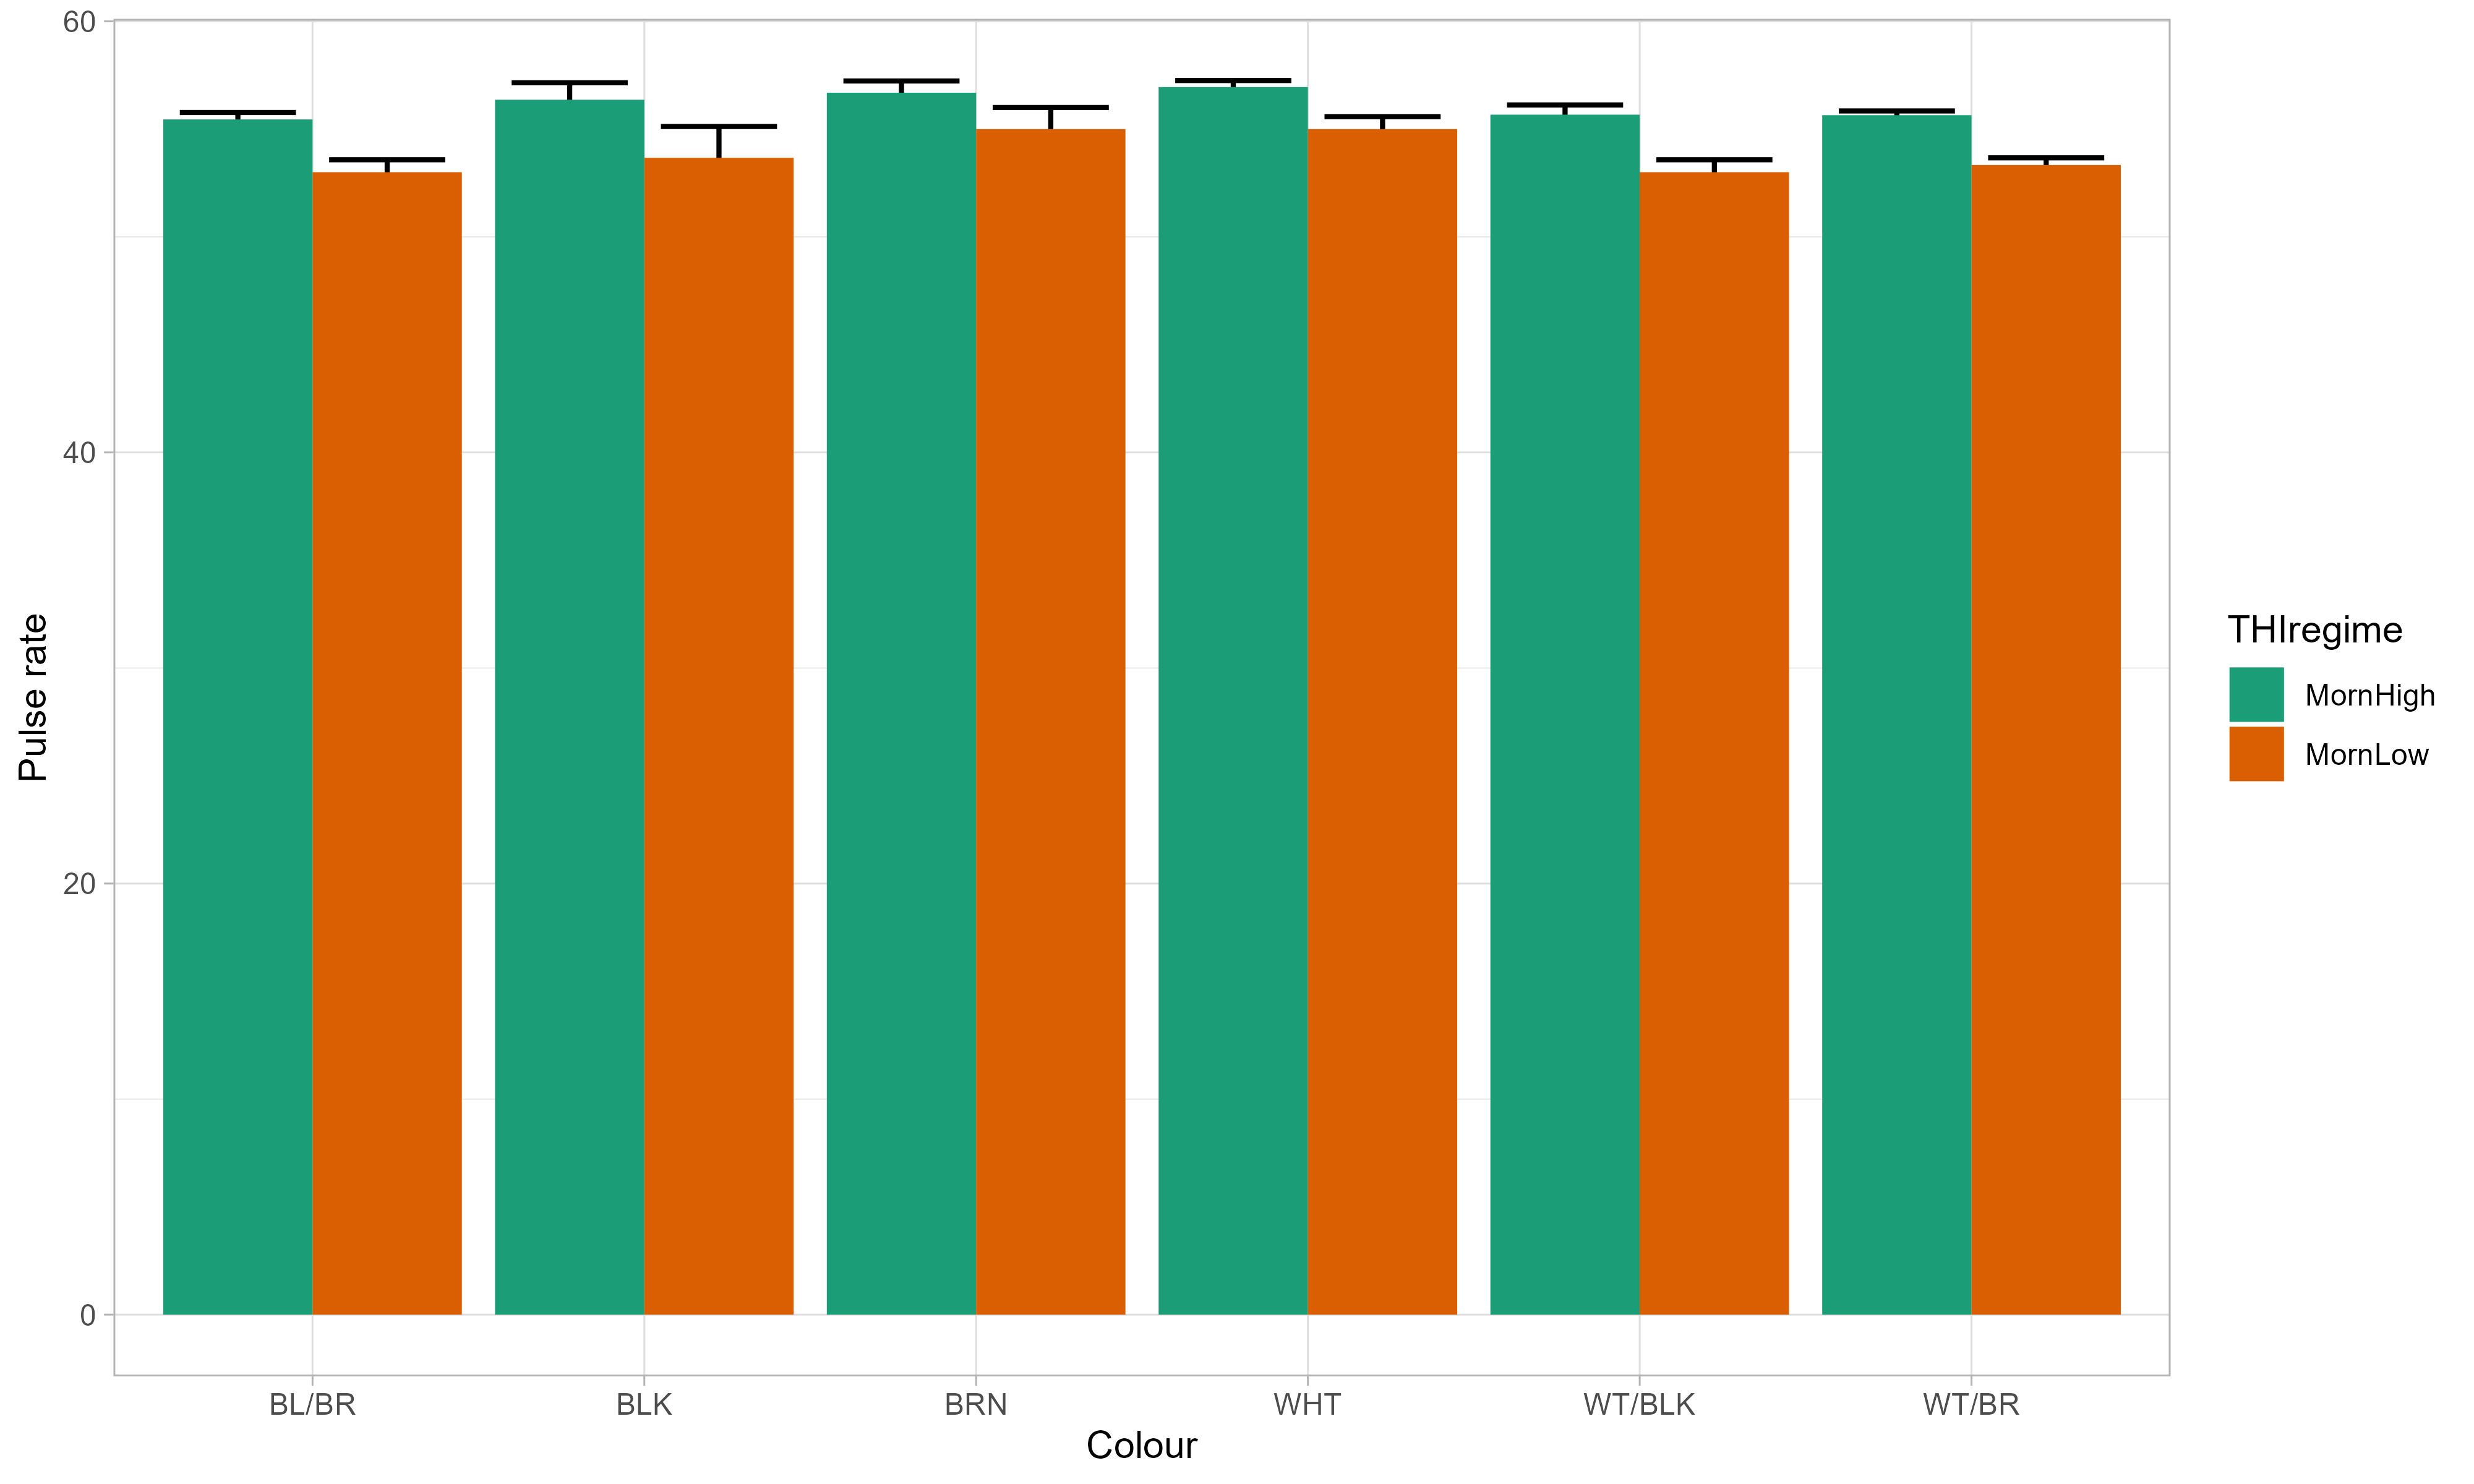 60
40
20
0
Pulse rate
BL/BR BLK BRN WHT WT/BLK WT/BR
Colour
THIregime
MornHigh
MornLow